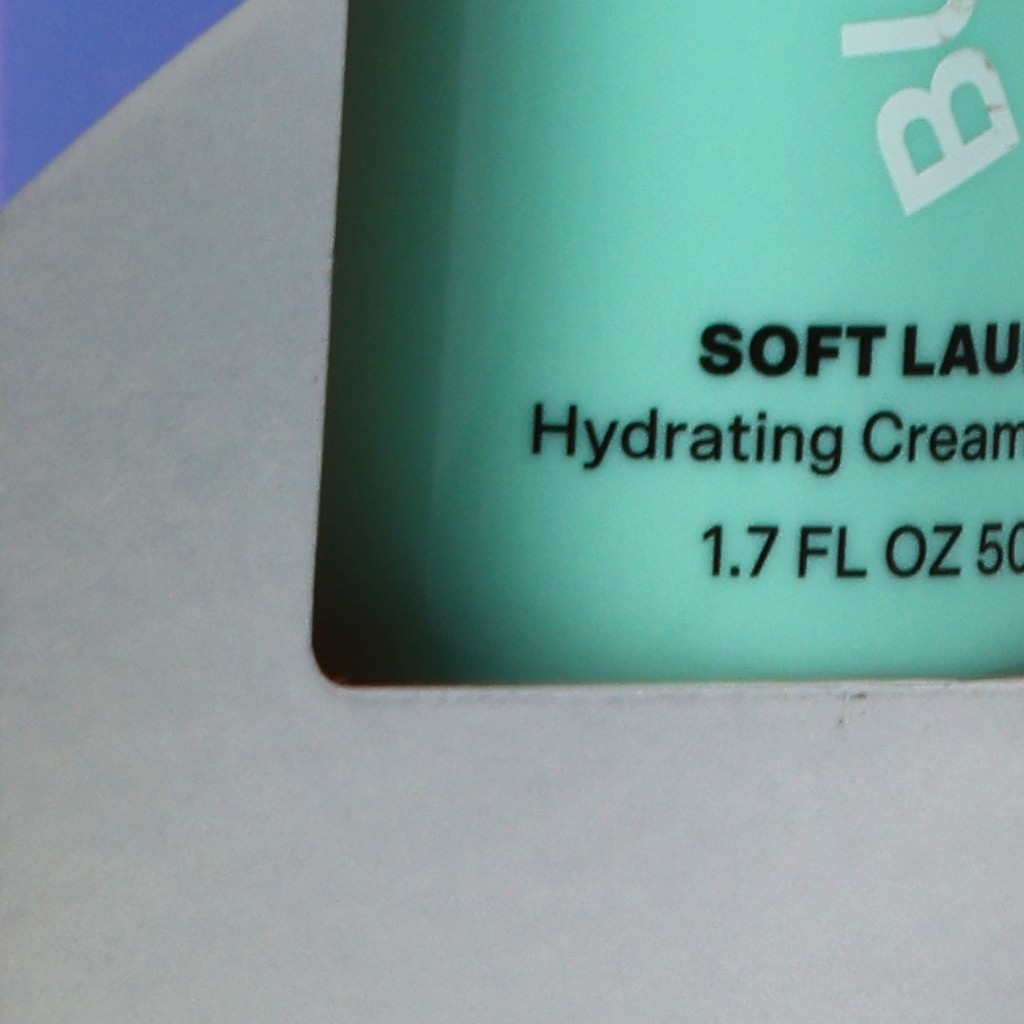 SOFT LAU
Hydrating Cream
1.7 FL OZ 50